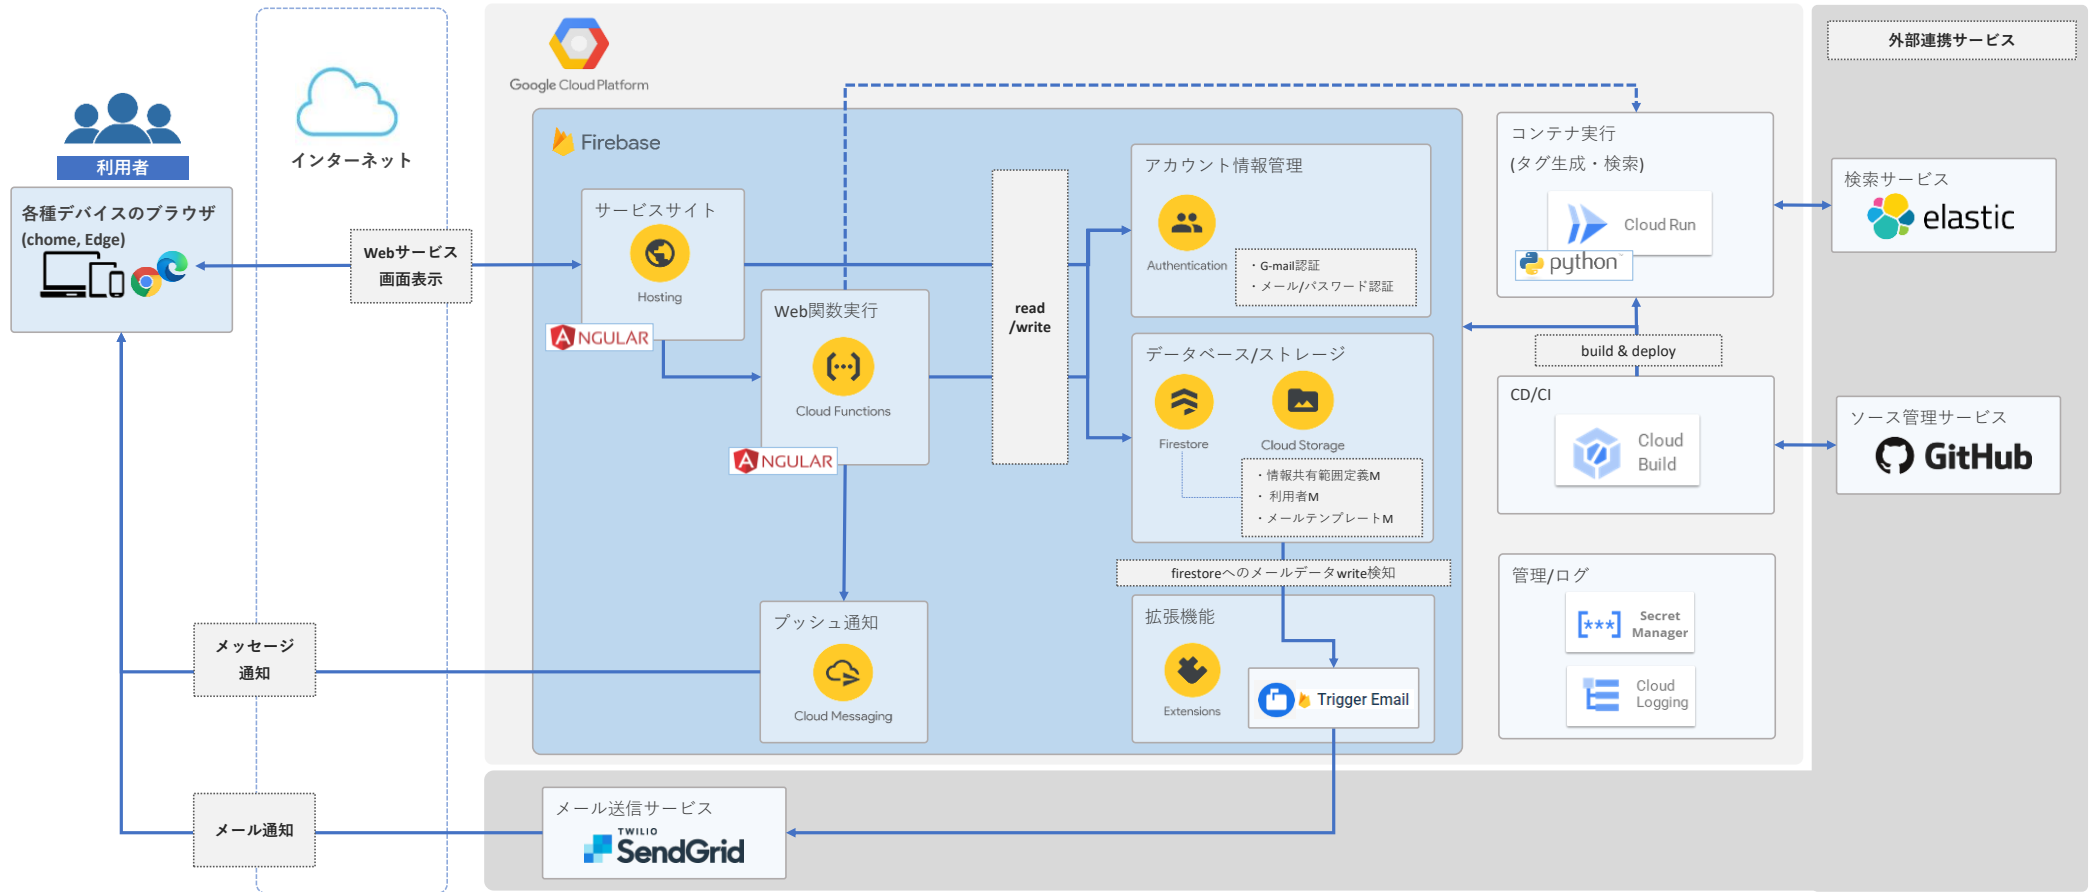 利用者
各種デバイスのブラウザ
(chome, Edge)
インターネット
Webサービス
画面表示
メッセージ
通知
メール通知
Google Cloud Platform
Firebase
サービスサイト
Hosting
ANGULAR
Web関数実行
Cloud Functions
ANGULAR
プッシュ通知
Cloud Messaging
read
/write
アカウント情報管理
Authentication
・G-mail認証
・メール/パスワード認証
データベース/ストレージ
Firestore
Cloud Storage
・情報共有範囲定義M
・ 利用者M
・メールテンプレートM
firestoreへのメールデータwrite検知
拡張機能
Extensions
Trigger Email
コンテナ実行
(タグ生成・検索)
Cloud Run
python
build & deploy
CD/CI
Cloud
Build
管理/ログ
[***]
Secret
Manager
Cloud
Logging
外部連携サービス
検索サービス
elastic
ソース管理サービス
GitHub
メール送信サービス
TWILIO
SendGrid